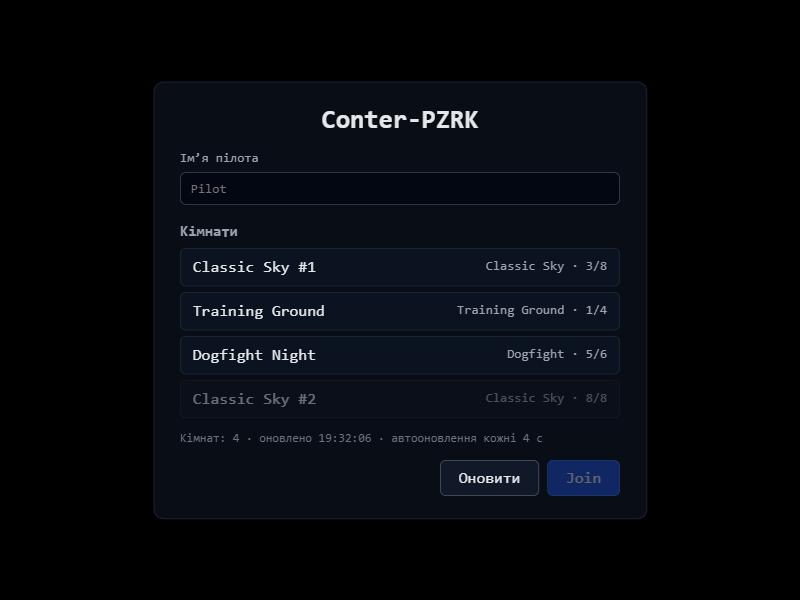 Conter-PZRK
Ім’я пілота
Pilot
Кімнати
Classic Sky #1 Classic Sky · 3/8
Training Ground Training Ground · 1/4
Dogfight Night Dogfight · 5/6
Classic Sky #2 Classic Sky · 8/8
Кімнат: 4 · оновлено 19:32:06 · автооновлення кожні 4 с
Оновити Join